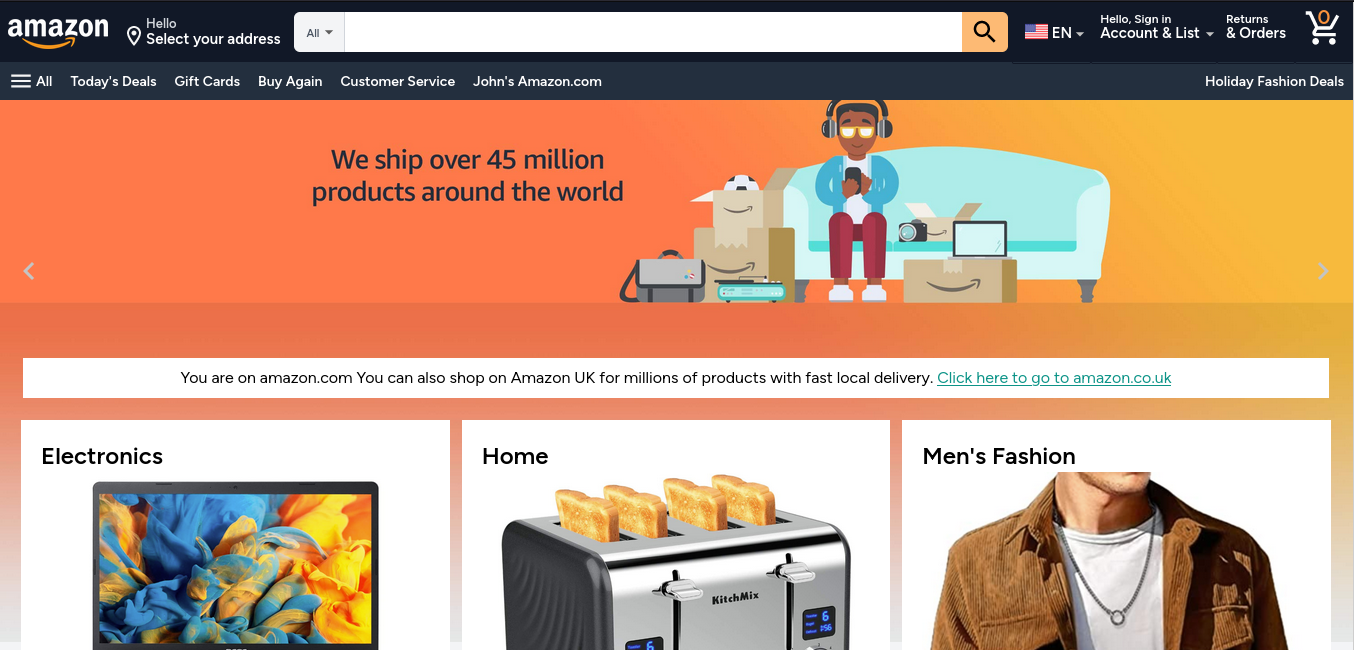 amazon
Hello
Select your address
All
EN
Hello, Sign in
Account & List
Returns
& Orders
0
All
Today's Deals
Gift Cards
Buy Again
Customer Service
John's Amazon.com
Holiday Fashion Deals
We ship over 45 million
products around the world
You are on amazon.com You can also shop on Amazon UK for millions of products with fast local delivery. Click here to go to amazon.co.uk
Electronics
Home
Men's Fashion
KitchMix
6
6